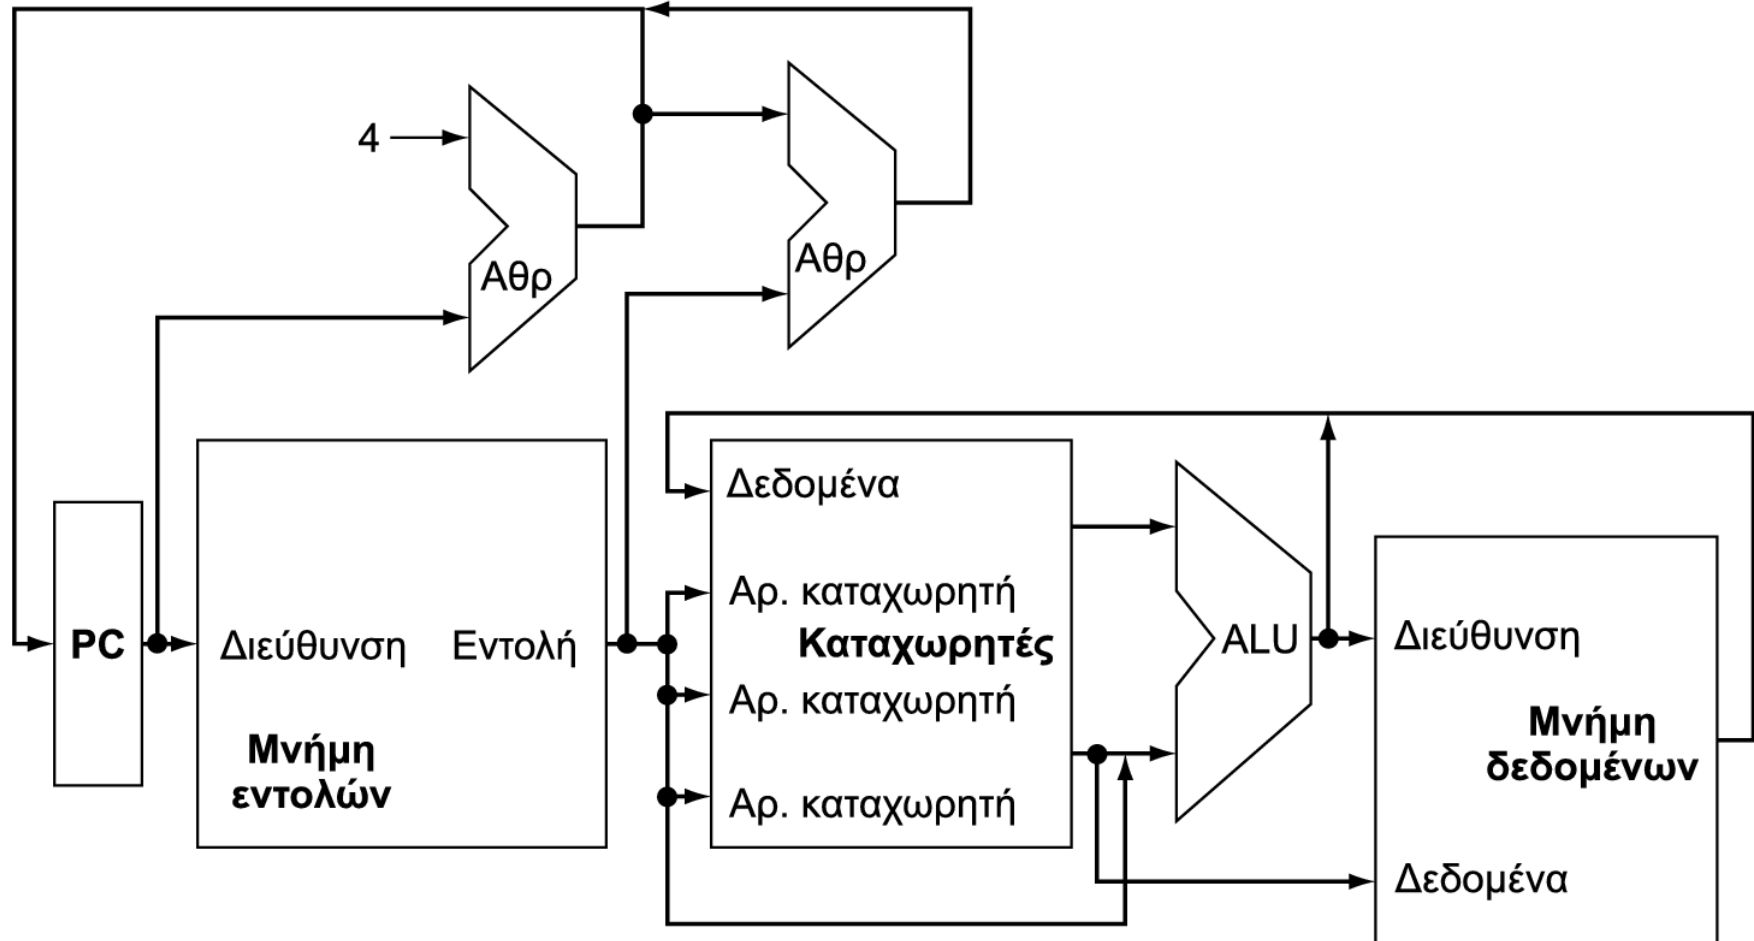 4
Αθρ
Αθρ
Δεδομένα
Αρ. καταχωρητή
PC
Διεύθυνση
Εντολή
Καταχωρητές
ALU
Διεύθυνση
Αρ. καταχωρητή
Μνήμη
εντολών
Μνήμη
δεδομένων
Αρ. καταχωρητή
Δεδομένα